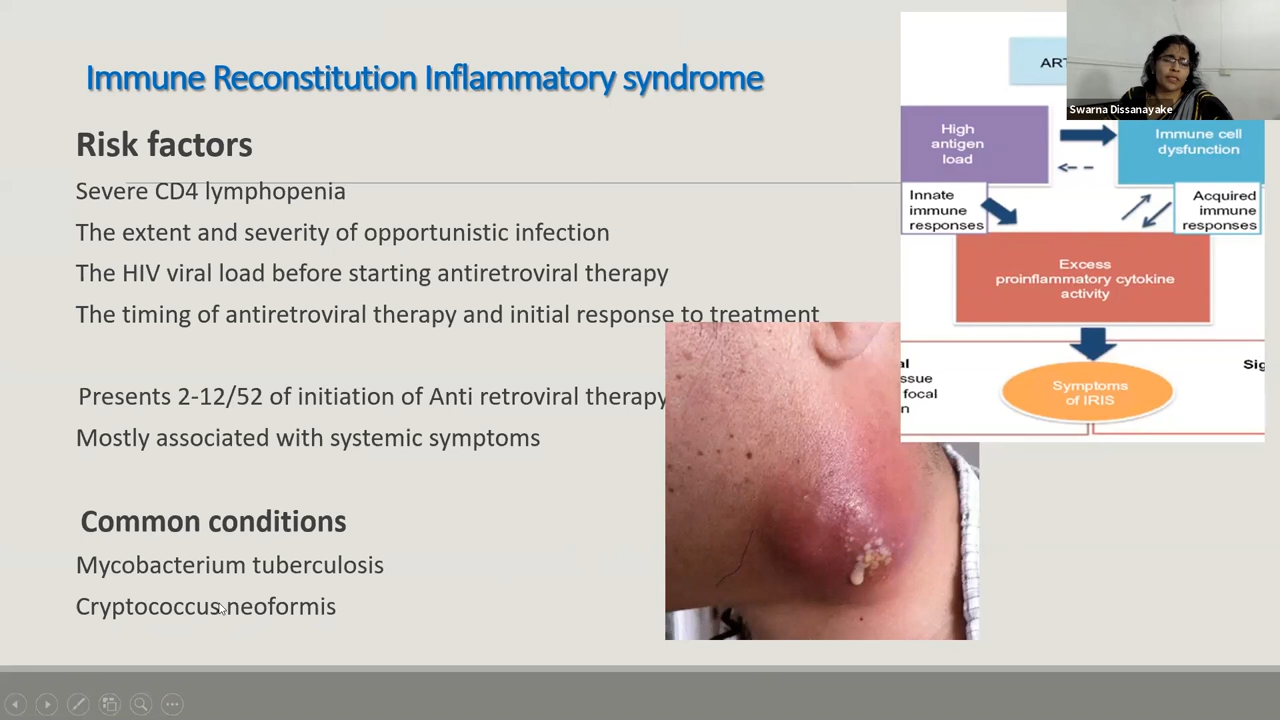 Immune Reconstitution Inflammatory syndrome
Risk factors
Severe CD4 lymphopenia
The extent and severity of opportunistic infection
The HIV viral load before starting antiretroviral therapy
The timing of antiretroviral therapy and initial response to treatment
Presents 2-12/52 of initiation of Anti retroviral therapy
Mostly associated with systemic symptoms
Common conditions
Mycobacterium tuberculosis
Cryptococcus neoformis
ART
Swarna Dissanayake
High
antigen
load
Immune cell
dysfunction
Innate
immune
responses
Acquired
immune
responses
Excess
proinflammatory cytokine
activity
Symptoms
of IRIS
focal